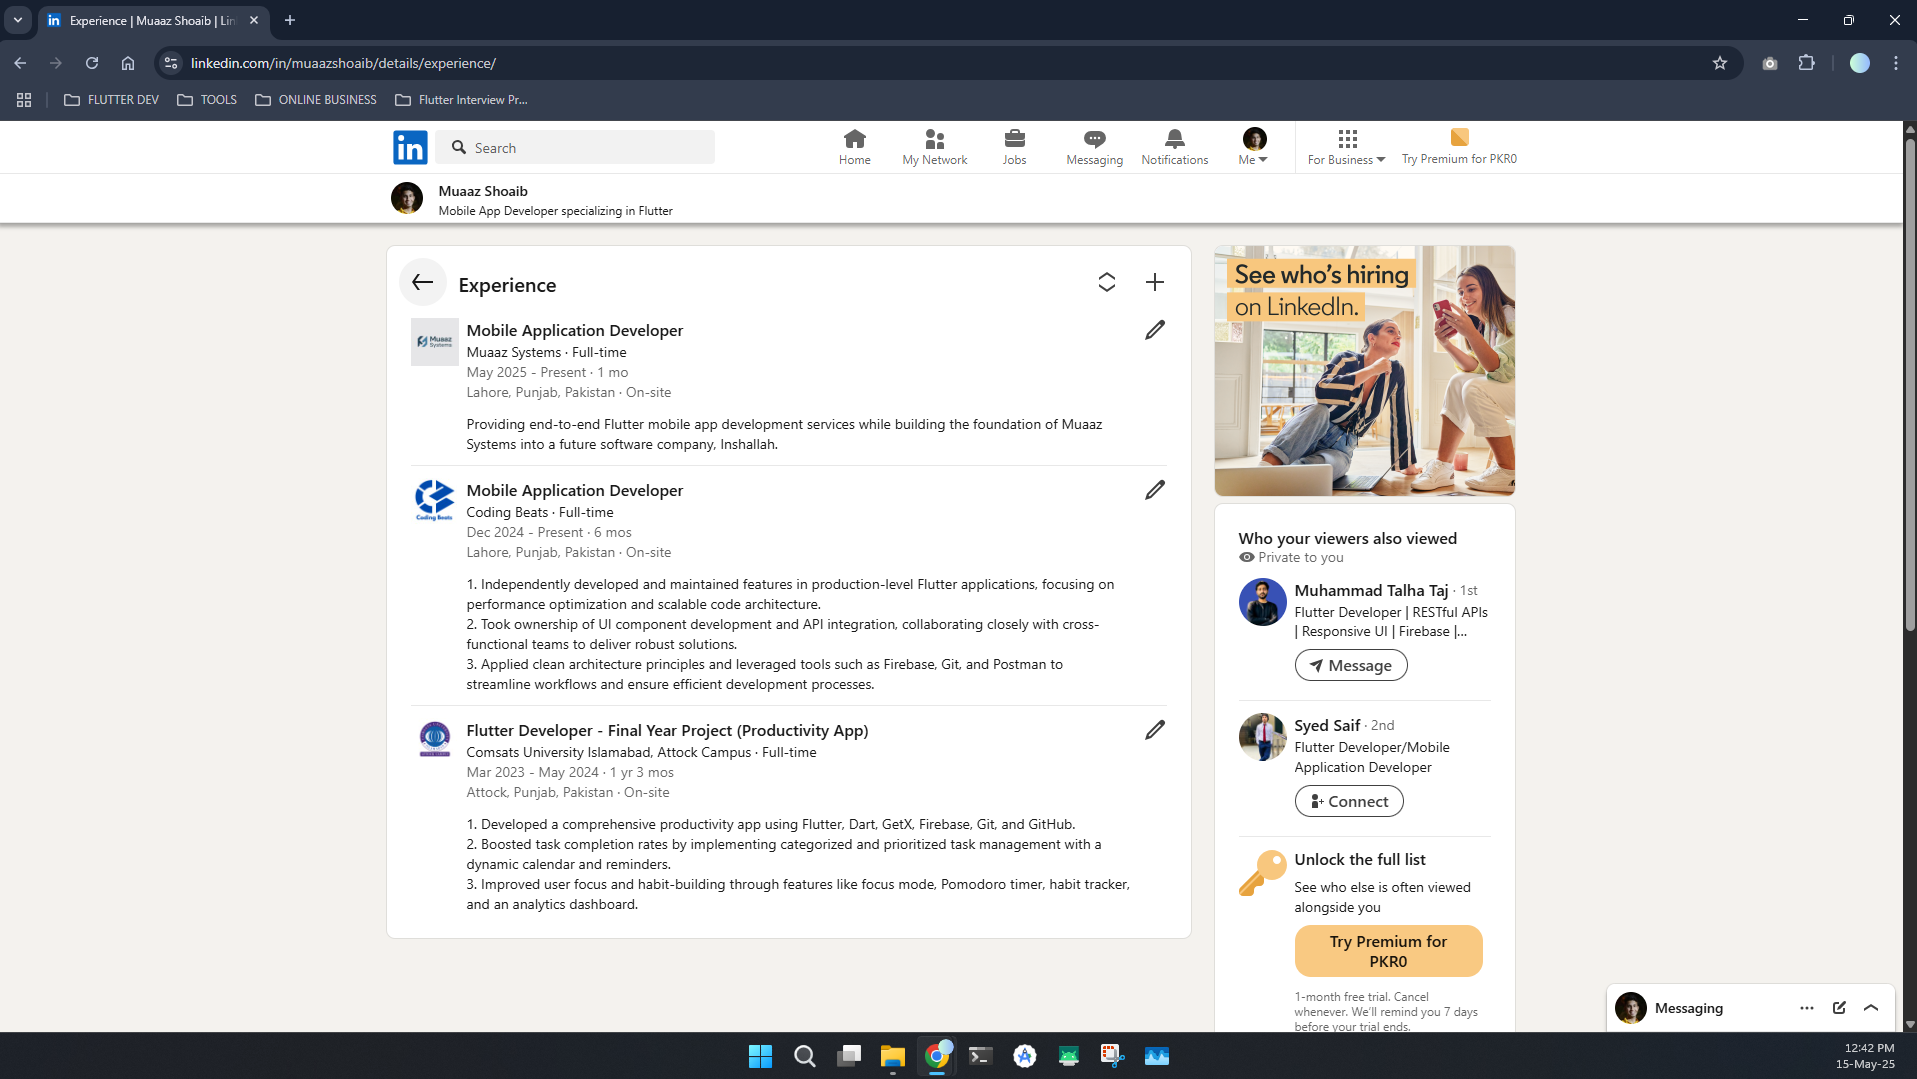 Experience | Muaaz Shoaib | Lin
linkedin.com/in/muaazshoaib/details/experience/
FLUTTER DEV
TOOLS
ONLINE BUSINESS
Flutter Interview Pr...
in
Search
Home
My Network
Jobs
Messaging
Notifications
Me
For Business
Try Premium for PKR0
Muaaz Shoaib
Mobile App Developer specializing in Flutter
Experience
Muaaz
Systems
Mobile Application Developer
Muaaz Systems · Full-time
May 2025 - Present · 1 mo
Lahore, Punjab, Pakistan · On-site
Providing end-to-end Flutter mobile app development services while building the foundation of Muaaz
Systems into a future software company, Inshallah.
Coding Beats
Mobile Application Developer
Coding Beats · Full-time
Dec 2024 - Present · 6 mos
Lahore, Punjab, Pakistan · On-site
1. Independently developed and maintained features in production-level Flutter applications, focusing on
performance optimization and scalable code architecture.
2. Took ownership of UI component development and API integration, collaborating closely with cross-
functional teams to deliver robust solutions.
3. Applied clean architecture principles and leveraged tools such as Firebase, Git, and Postman to
streamline workflows and ensure efficient development processes.
Flutter Developer - Final Year Project (Productivity App)
Comsats University Islamabad, Attock Campus · Full-time
Mar 2023 - May 2024 · 1 yr 3 mos
Attock, Punjab, Pakistan · On-site
1. Developed a comprehensive productivity app using Flutter, Dart, GetX, Firebase, Git, and GitHub.
2. Boosted task completion rates by implementing categorized and prioritized task management with a
dynamic calendar and reminders.
3. Improved user focus and habit-building through features like focus mode, Pomodoro timer, habit tracker,
and an analytics dashboard.
See who's hiring
on LinkedIn.
Who your viewers also viewed
Private to you
Muhammad Talha Taj · 1st
Flutter Developer | RESTful APIs
| Responsive UI | Firebase |...
Message
Syed Saif · 2nd
Flutter Developer/Mobile
Application Developer
Connect
Unlock the full list
See who else is often viewed
alongside you
Try Premium for
PKR0
1-month free trial. Cancel
whenever. We'll remind you 7 days
before your trial ends.
Messaging
12:42 PM
15-May-25